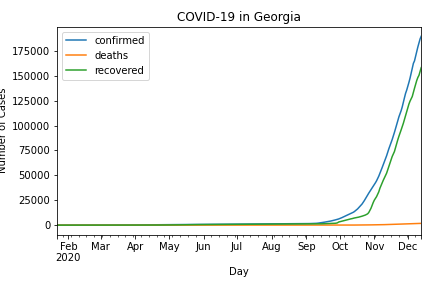 COVID-19 in Georgia
confirmed
deaths
recovered
175000
150000
125000
100000
75000
50000
25000
0
Number of Cases
Feb Mar Apr May Jun Jul Aug Sep Oct Nov Dec
2020
Day